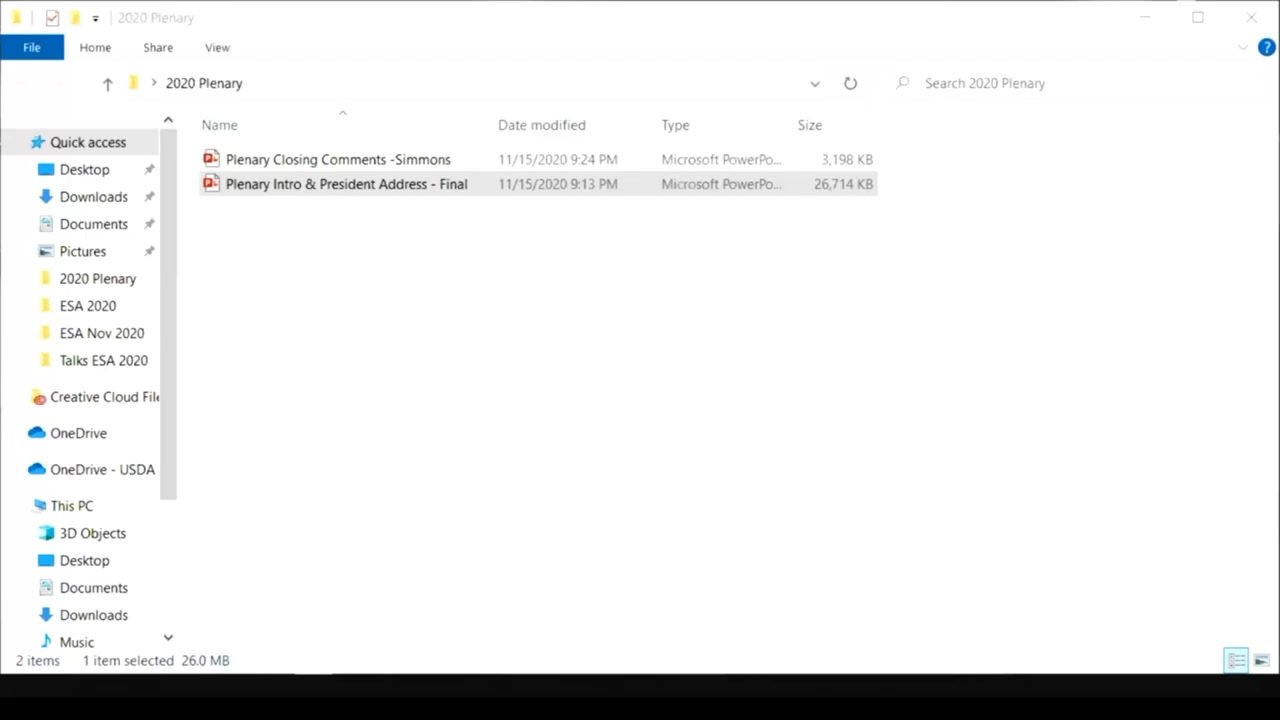 2020 Plenary
File Home Share View
2020 Plenary Search 2020 Plenary
Name Date modified Type Size
Plenary Closing Comments -Simmons 11/15/2020 9:24 PM Microsoft PowerPo... 3,198 KB
Plenary Intro & President Address - Final 11/15/2020 9:13 PM Microsoft PowerPo... 26,714 KB
Quick access
Desktop
Downloads
Documents
Pictures
2020 Plenary
ESA 2020
ESA Nov 2020
Talks ESA 2020
Creative Cloud File
OneDrive
OneDrive - USDA
This PC
3D Objects
Desktop
Documents
Downloads
Music
2 items 1 item selected 26.0 MB